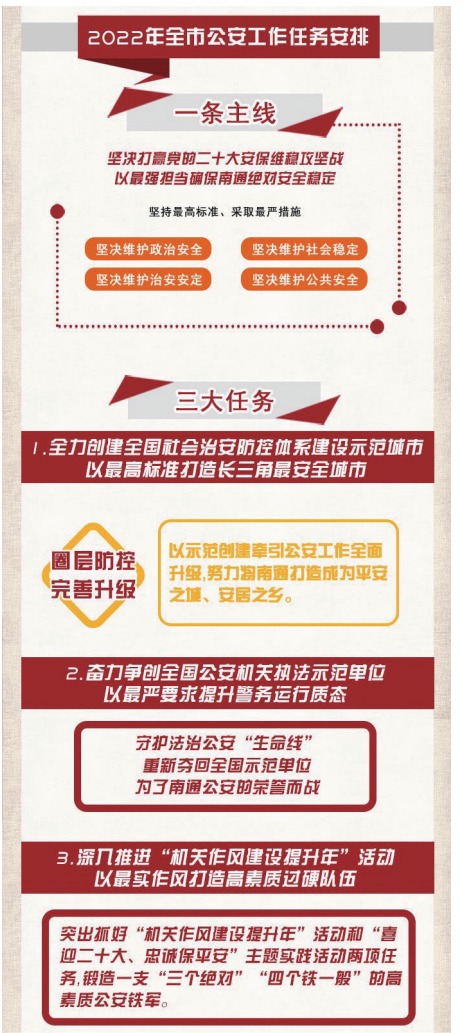 2022年全市公安工作任务安排
一条主线
坚决打赢党的二十大安保维稳攻坚战
以最强担当确保南通绝对安全稳定
坚持最高标准、采取最严措施
坚决维护政治安全
坚决维护社会稳定
坚决维护治安安定
坚决维护公共安全
三大任务
1.全力创建全国社会治安防控体系建设示范城市
以最高标准打造长三角最安全城市
圈层防控
完善升级
以示范创建牵引公安工作全面
升级,努力将南通打造成为平安
之城、安居之乡。
2.奋力争创全国公安机关执法示范单位
以最严要求提升警务运行质态
守护法治公安“生命线”
重新夺回全国示范单位
为了南通公安的荣誉而战
3.深入推进“机关作风建设提升年”活动
以最实作风打造高素质过硬队伍
突出抓好“机关作风建设提升年”活动和“喜
迎二十大、忠诚保平安”主题实践活动两项任
务,锻造一支“三个绝对”“四个铁一般”的高
素质公安铁军。